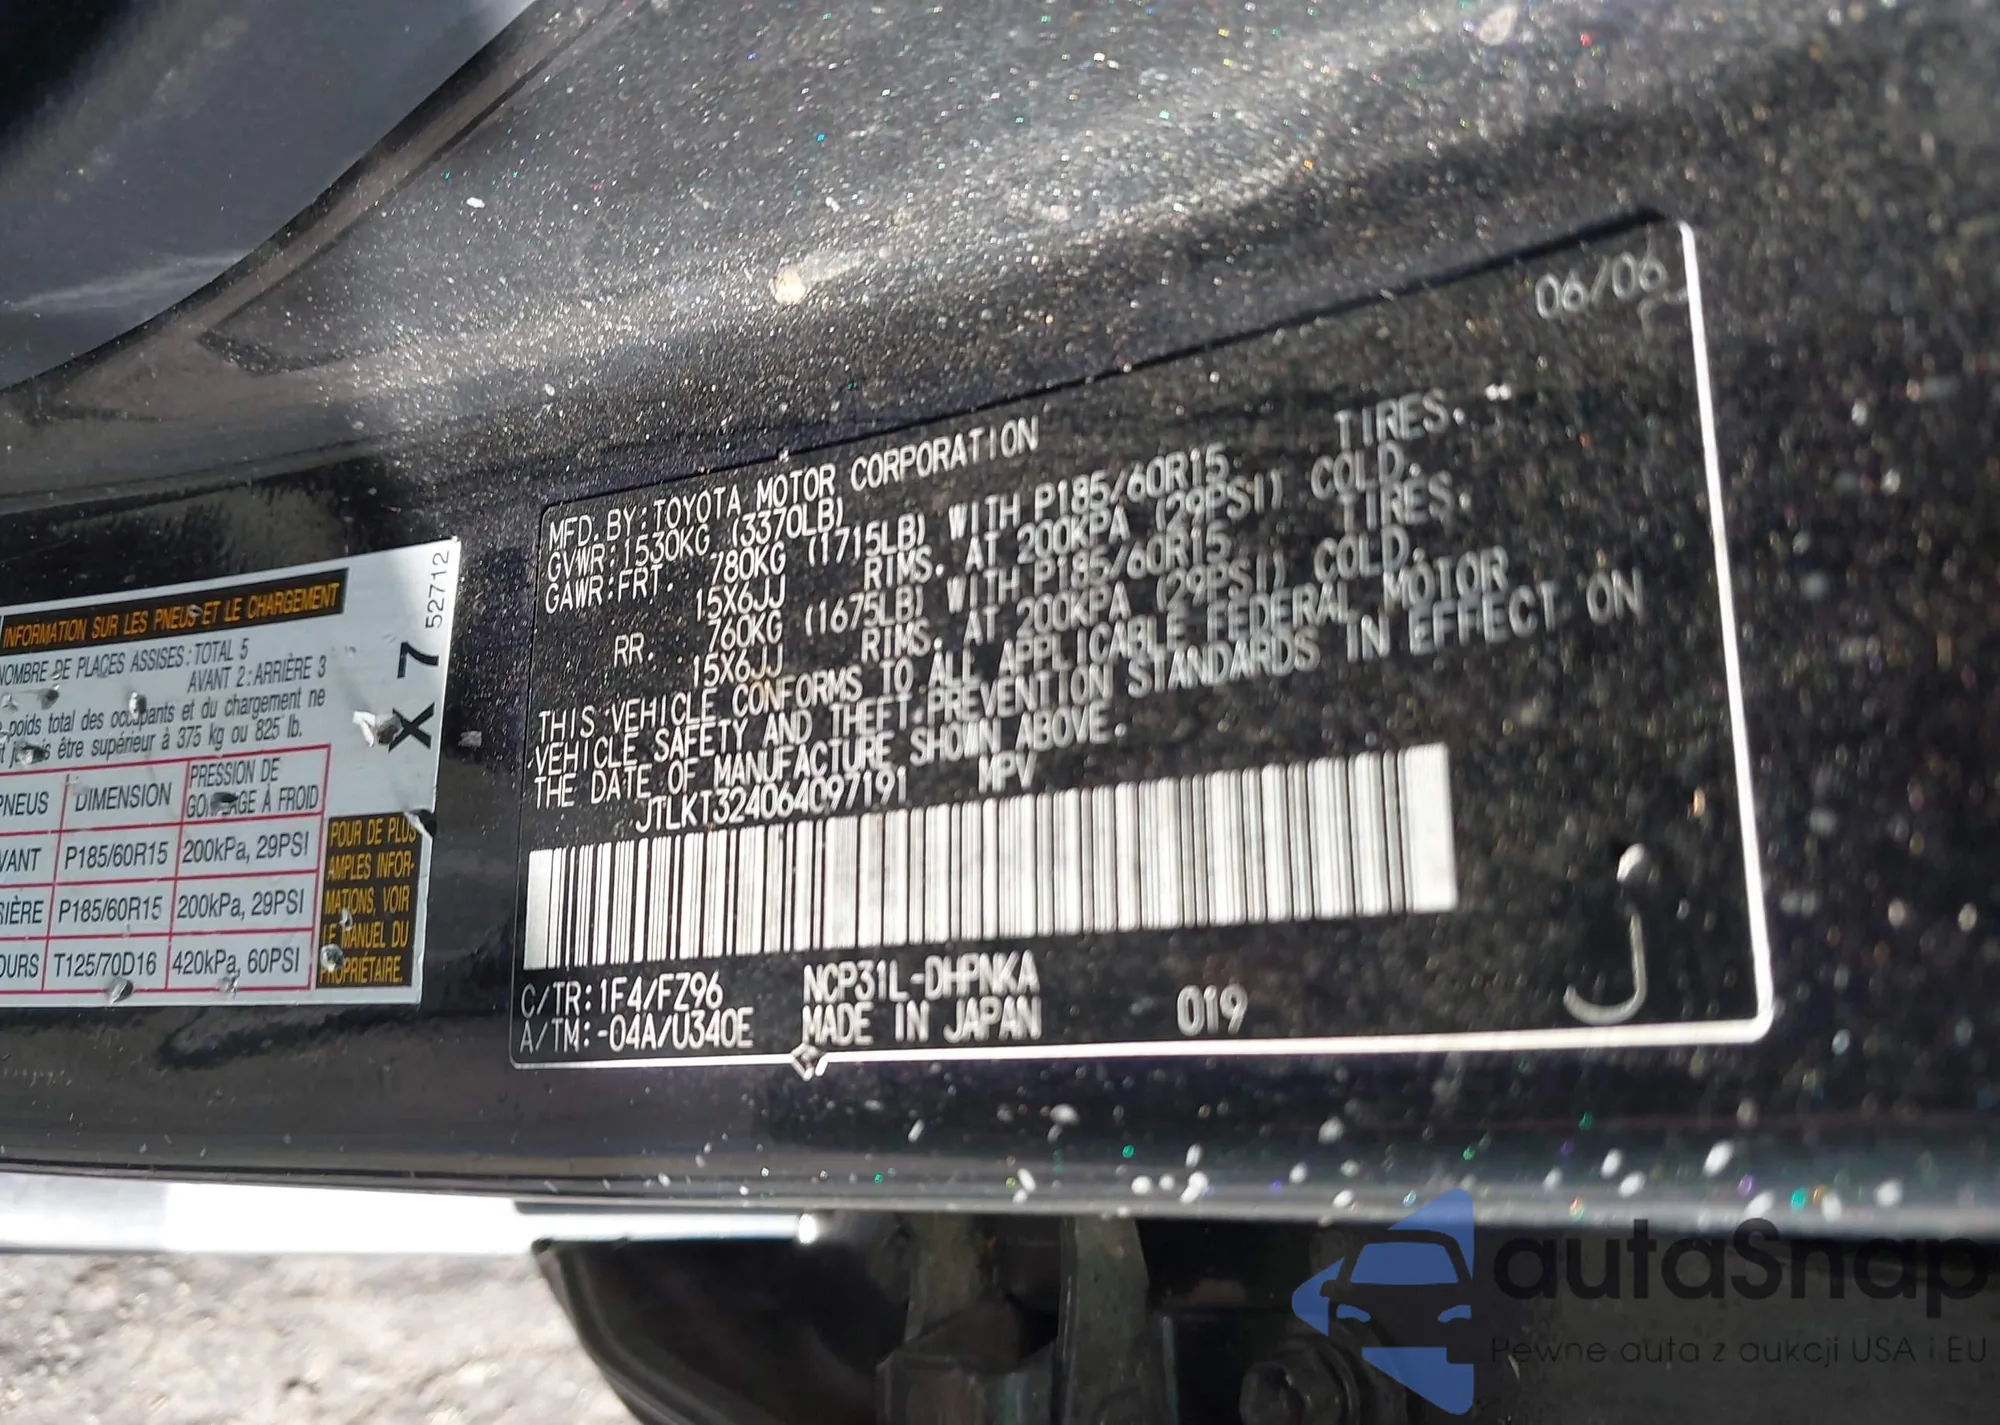 06/06
MFD. BY: TOYOTA MOTOR CORPORATION
GVWR: 1530KG (3370LB)
GAWR: FRT. 780KG (1715LB) WITH P185/60R15 TIRES.
15X6JJ RIMS. AT 200KPA (29PSI) COLD.
RR. 760KG (1675LB) WITH P185/60R15 TIRES.
15X6JJ RIMS. AT 200KPA (29PSI) COLD.
THIS VEHICLE CONFORMS TO ALL APPLICABLE FEDERAL MOTOR
VEHICLE SAFETY AND THEFT PREVENTION STANDARDS IN EFFECT ON
THE DATE OF MANUFACTURE SHOWN ABOVE.
JTLKT324064097191 MPV
C/TR: 1F4/FZ96 NCP31L-DHPNKA
A/TM: -04A/U340E MADE IN JAPAN 019
J
INFORMATION SUR LES PNEUS ET LE CHARGEMENT
NOMBRE DE PLACES ASSISES: TOTAL 5
AVANT 2: ARRIÈRE 3
poids total des occupants et du chargement ne
être supérieur à 375 kg ou 825 lb.
X 7
52712
PNEUS DIMENSION PRESSION DE
GONFLAGE À FROID
VANT P185/60R15 200kPa, 29PSI
IÈRE P185/60R15 200kPa, 29PSI
OURS T125/70D16 420kPa, 60PSI
POUR DE PLUS
AMPLES INFOR-
MATIONS, VOIR
LE MANUEL DU
PROPRIÉTAIRE.
autaSnap
Pewne auta z aukcji USA i EU